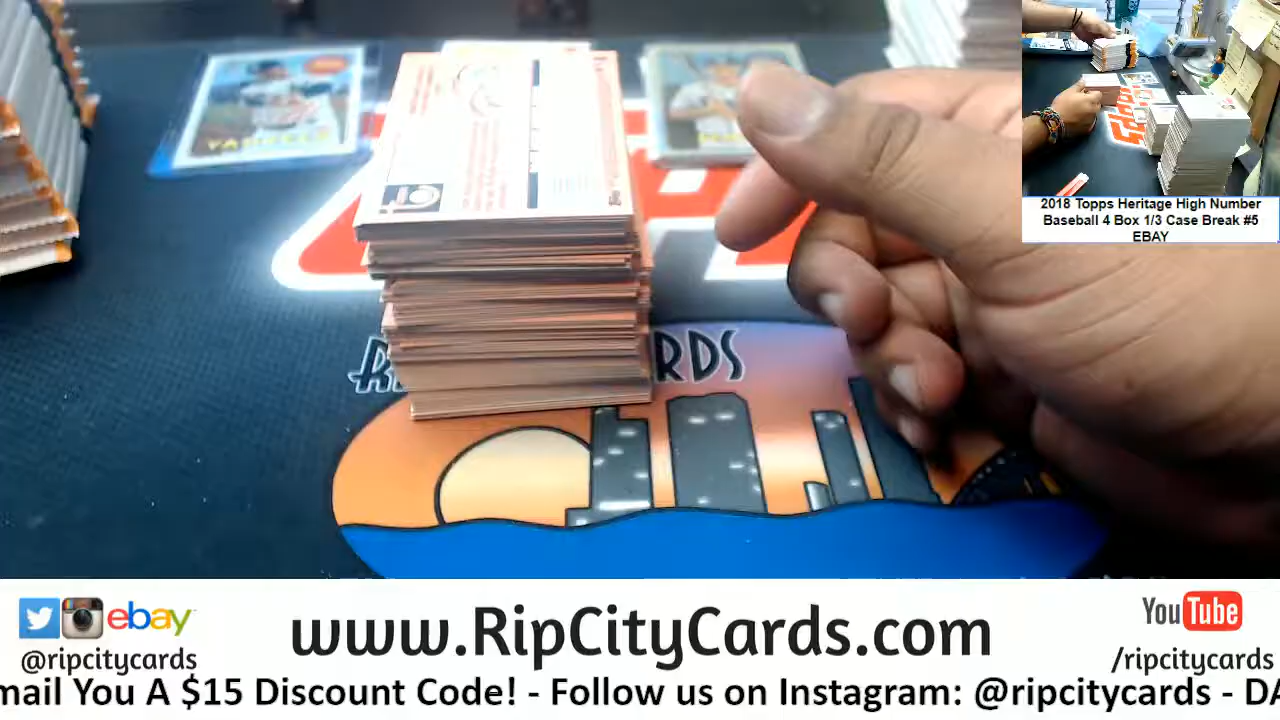 YANKEES
2018 Topps Heritage High Number
Baseball 4 Box 1/3 Case Break #5
EBAY
RDS
ebay
@ripcitycards
www.RipCityCards.com
YouTube
/ripcitycards
mail You A $15 Discount Code! - Follow us on Instagram: @ripcitycards - DA